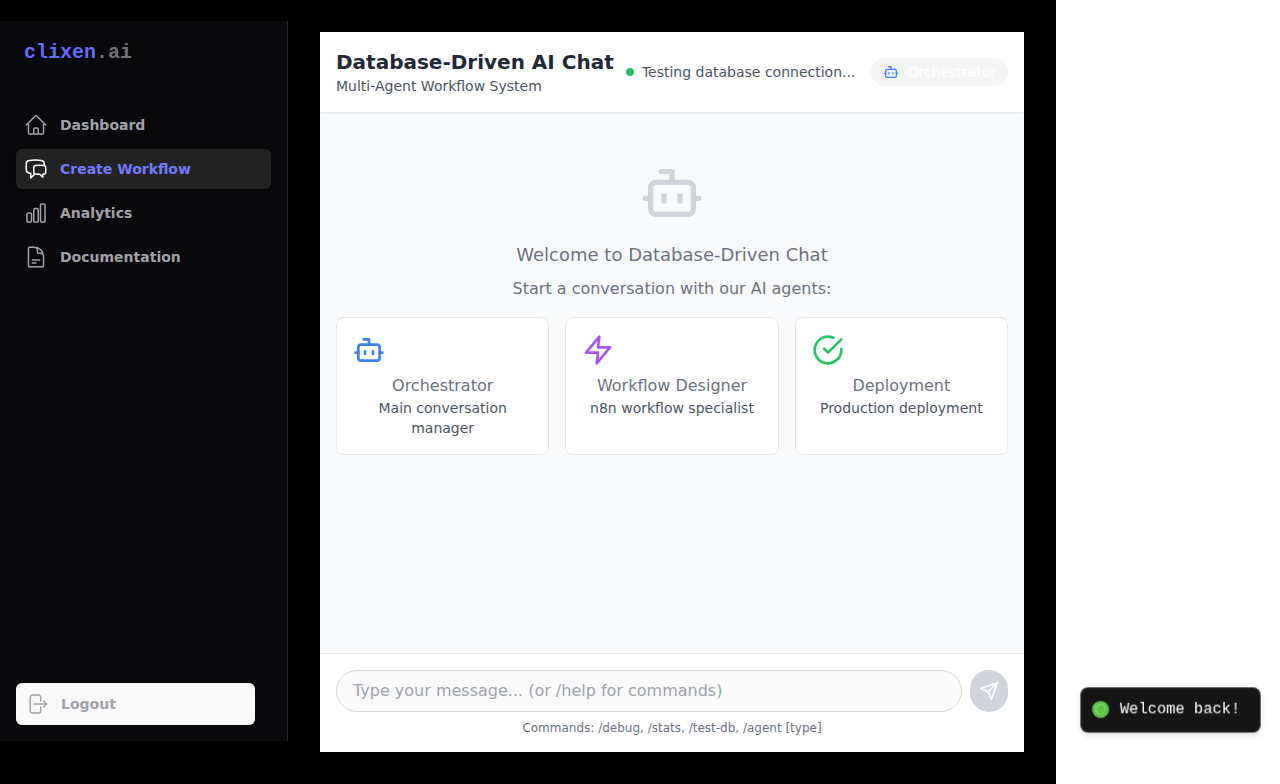 clixen.ai
Dashboard
Create Workflow
Analytics
Documentation
Logout
Database-Driven AI Chat
Multi-Agent Workflow System
Testing database connection...
Orchestrator
Welcome to Database-Driven Chat
Start a conversation with our AI agents:
Orchestrator
Main conversation
manager
Workflow Designer
n8n workflow specialist
Deployment
Production deployment
Type your message... (or /help for commands)
Commands: /debug, /stats, /test-db, /agent [type]
Welcome back!